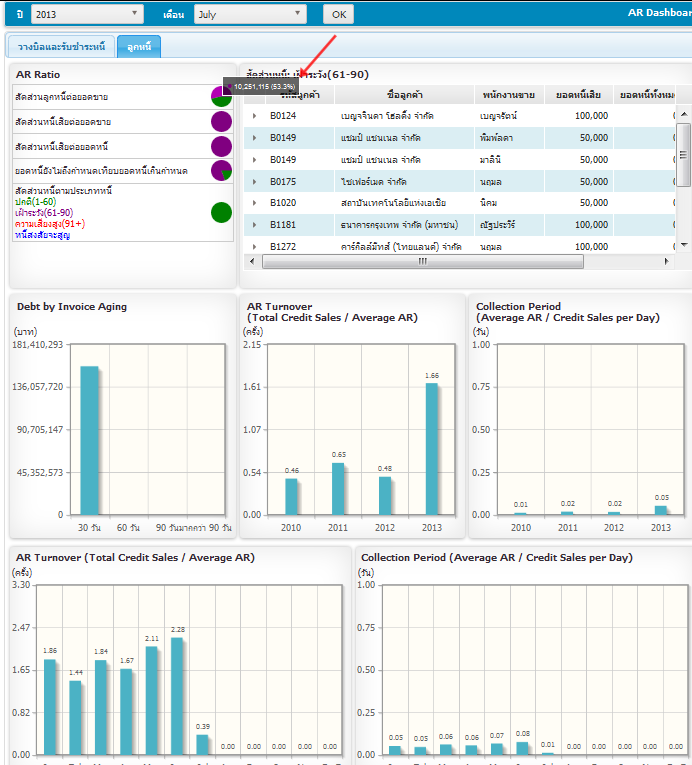 ปี 2013 เดือน July OK AR Dashboar
วางบิลและรับชำระหนี้ ลูกหนี้
AR Ratio
สัดส่วนลูกหนี้ต่อยอดขาย
สัดส่วนหนี้เสียต่อยอดขาย
สัดส่วนหนี้เสียต่อยอดหนี้
ยอดหนี้ยังไม่ถึงกำหนดเทียบยอดหนี้เกินกำหนด
สัดส่วนหนี้ตามประเภทหนี้
ปกติ(1-60)
เฝ้าระวัง(61-90)
ความเสี่ยงสูง(91+)
หนี้สงสัยจะสูญ
10,251,115 (53.3%)
สัดส่วนหนี้: เฝ้าระวัง(61-90)
รหัสลูกค้า ชื่อลูกค้า พนักงานขาย ยอดหนี้เสีย ยอดหนี้ทั้งหมด
B0124 เบญจจินดา โฮลดิ้ง จำกัด เบญจรัตน์ 100,000
B0149 แชมป์ แชนเนล จำกัด พิมพ์ลดา 50,000
B0149 แชมป์ แชนเนล จำกัด มาลินี 50,000
B0175 ไชเฟอร์เมด จำกัด นฤมล 50,000
B1020 สถาบันเทคโนโลยีแห่งเอเชีย นิคม 50,000
B1181 ธนาคารกรุงเทพ จำกัด (มหาชน) ณัฐประวีร์ 100,000
B1272 คาร์กิลล์มีทส์ (ไทยแลนด์) จำกัด นฤมล 100,000
Debt by Invoice Aging
(บาท)
181,410,293
136,057,720
90,705,147
45,352,573
0
30 วัน 60 วัน 90 วัน มากกว่า 90 วัน
AR Turnover
(Total Credit Sales / Average AR)
(ครั้ง)
2.15
1.61
1.07
0.54
0.00
0.46 0.65 0.48 1.66
2010 2011 2012 2013
Collection Period
(Average AR / Credit Sales per Day)
(วัน)
1.00
0.75
0.50
0.25
0.00
0.01 0.02 0.02 0.05
2010 2011 2012 2013
AR Turnover (Total Credit Sales / Average AR)
(ครั้ง)
3.30
2.47
1.65
0.82
0.00
1.86 1.44 1.84 1.67 2.11 2.28 0.39 0.00 0.00 0.00 0.00 0.00
Collection Period (Average AR / Credit Sales per Day)
(วัน)
1.00
0.75
0.50
0.25
0.00
0.05 0.05 0.06 0.06 0.07 0.08 0.01 0.00 0.00 0.00 0.00 0.00